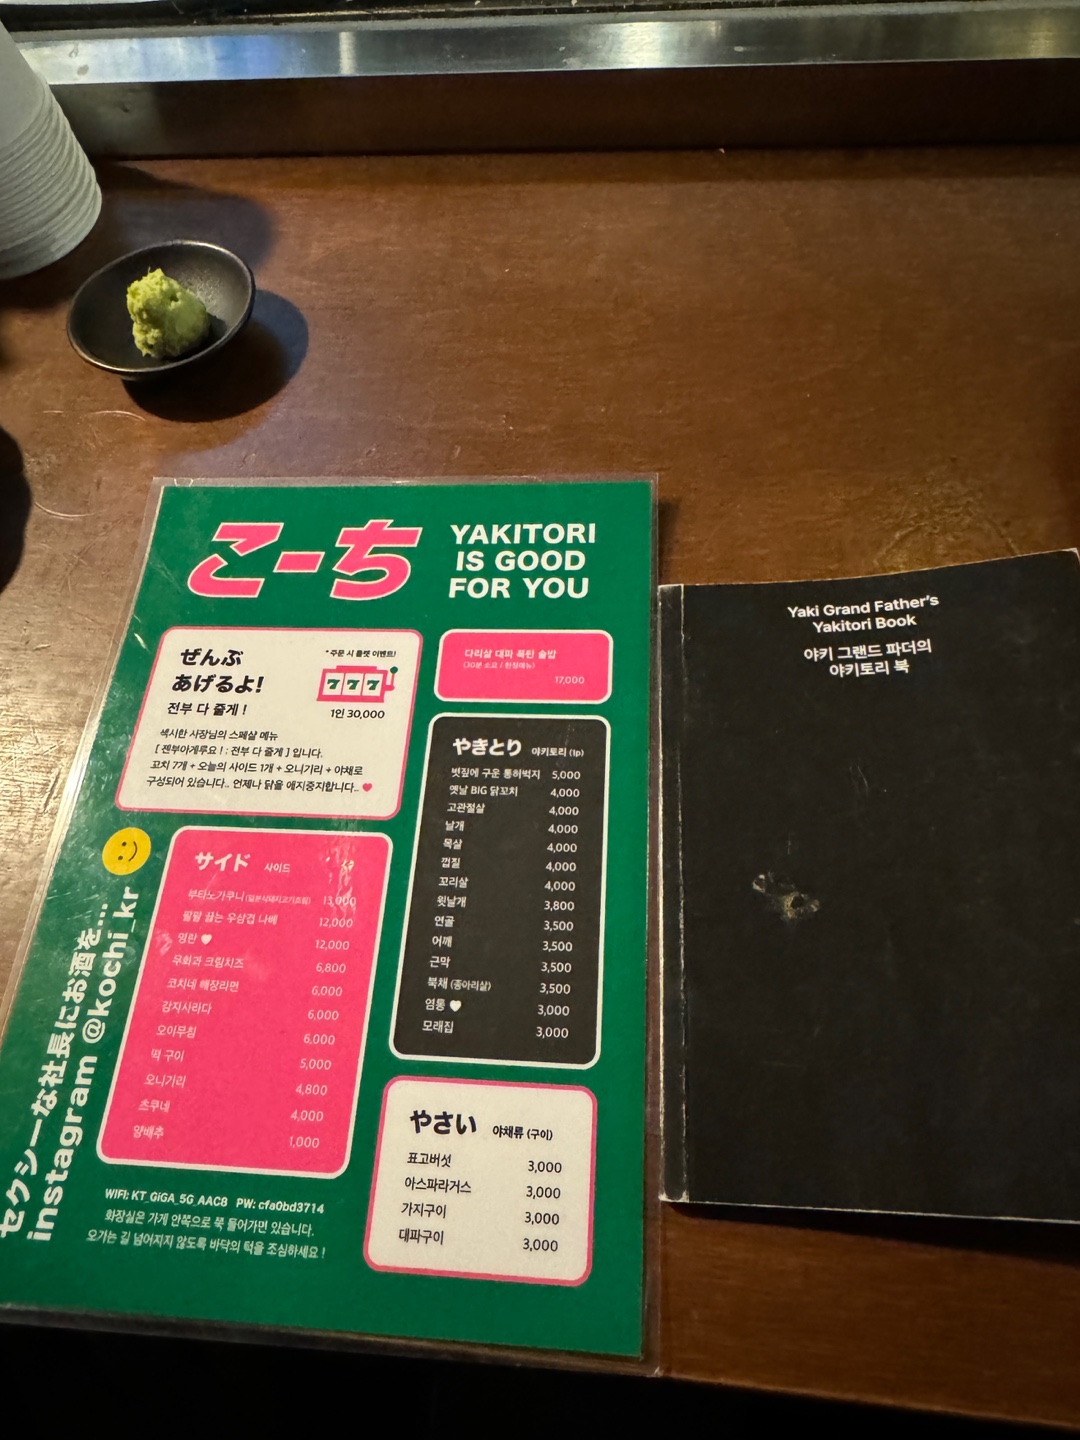 こーち
YAKITORI
IS GOOD
FOR YOU
ぜんぶ
あげるよ!
전부 다 줄게 !
*주문 시 룰렛 이벤트!
777
1인 30,000
섹시한 사장님의 스페샬 메뉴
[ 젠부아게루요 ! : 전부 다 줄게 ] 입니다.
꼬치 7개 + 오늘의 사이드 1개 + 오니기리 + 야채로
구성되어 있습니다.. 언제나 닭을 애지중지합니다..
다리살 대파 폭탄 솥밥
(30분 소요 / 한정메뉴)
17,000
やきとり 야키토리 (1p)
볏짚에 구운 통허벅지 5,000
옛날 BIG 닭꼬치 4,000
고관절살 4,000
날개 4,000
목살 4,000
껍질 4,000
꼬리살 4,000
윗날개 3,800
연골 3,500
어깨 3,500
근막 3,500
북채 (종아리살) 3,500
염통 3,000
모래집 3,000
サイド 사이드
부타노가쿠니 13,000
펄펄 끓는 우삼겹 나베 12,000
명란 12,000
무화과 크림치즈 6,800
코치네 매장라면 6,000
감자사라다 6,000
오이무침 6,000
떡 구이 5,000
오니기리 4,800
츠쿠네 4,000
양배추 1,000
やさい 야채류 (구이)
표고버섯 3,000
아스파라거스 3,000
가지구이 3,000
대파구이 3,000
セクシーな社長にお酒を...
instagram @kochi_kr
WIFI: KT_GiGA_5G_AAC8 PW: cfa0bd3714
화장실은 가게 안쪽으로 쭉 들어가면 있습니다.
오가는 길 넘어지지 않도록 바닥의 턱을 조심하세요 !
Yaki Grand Father's
Yakitori Book
야키 그랜드 파더의
야키토리 북